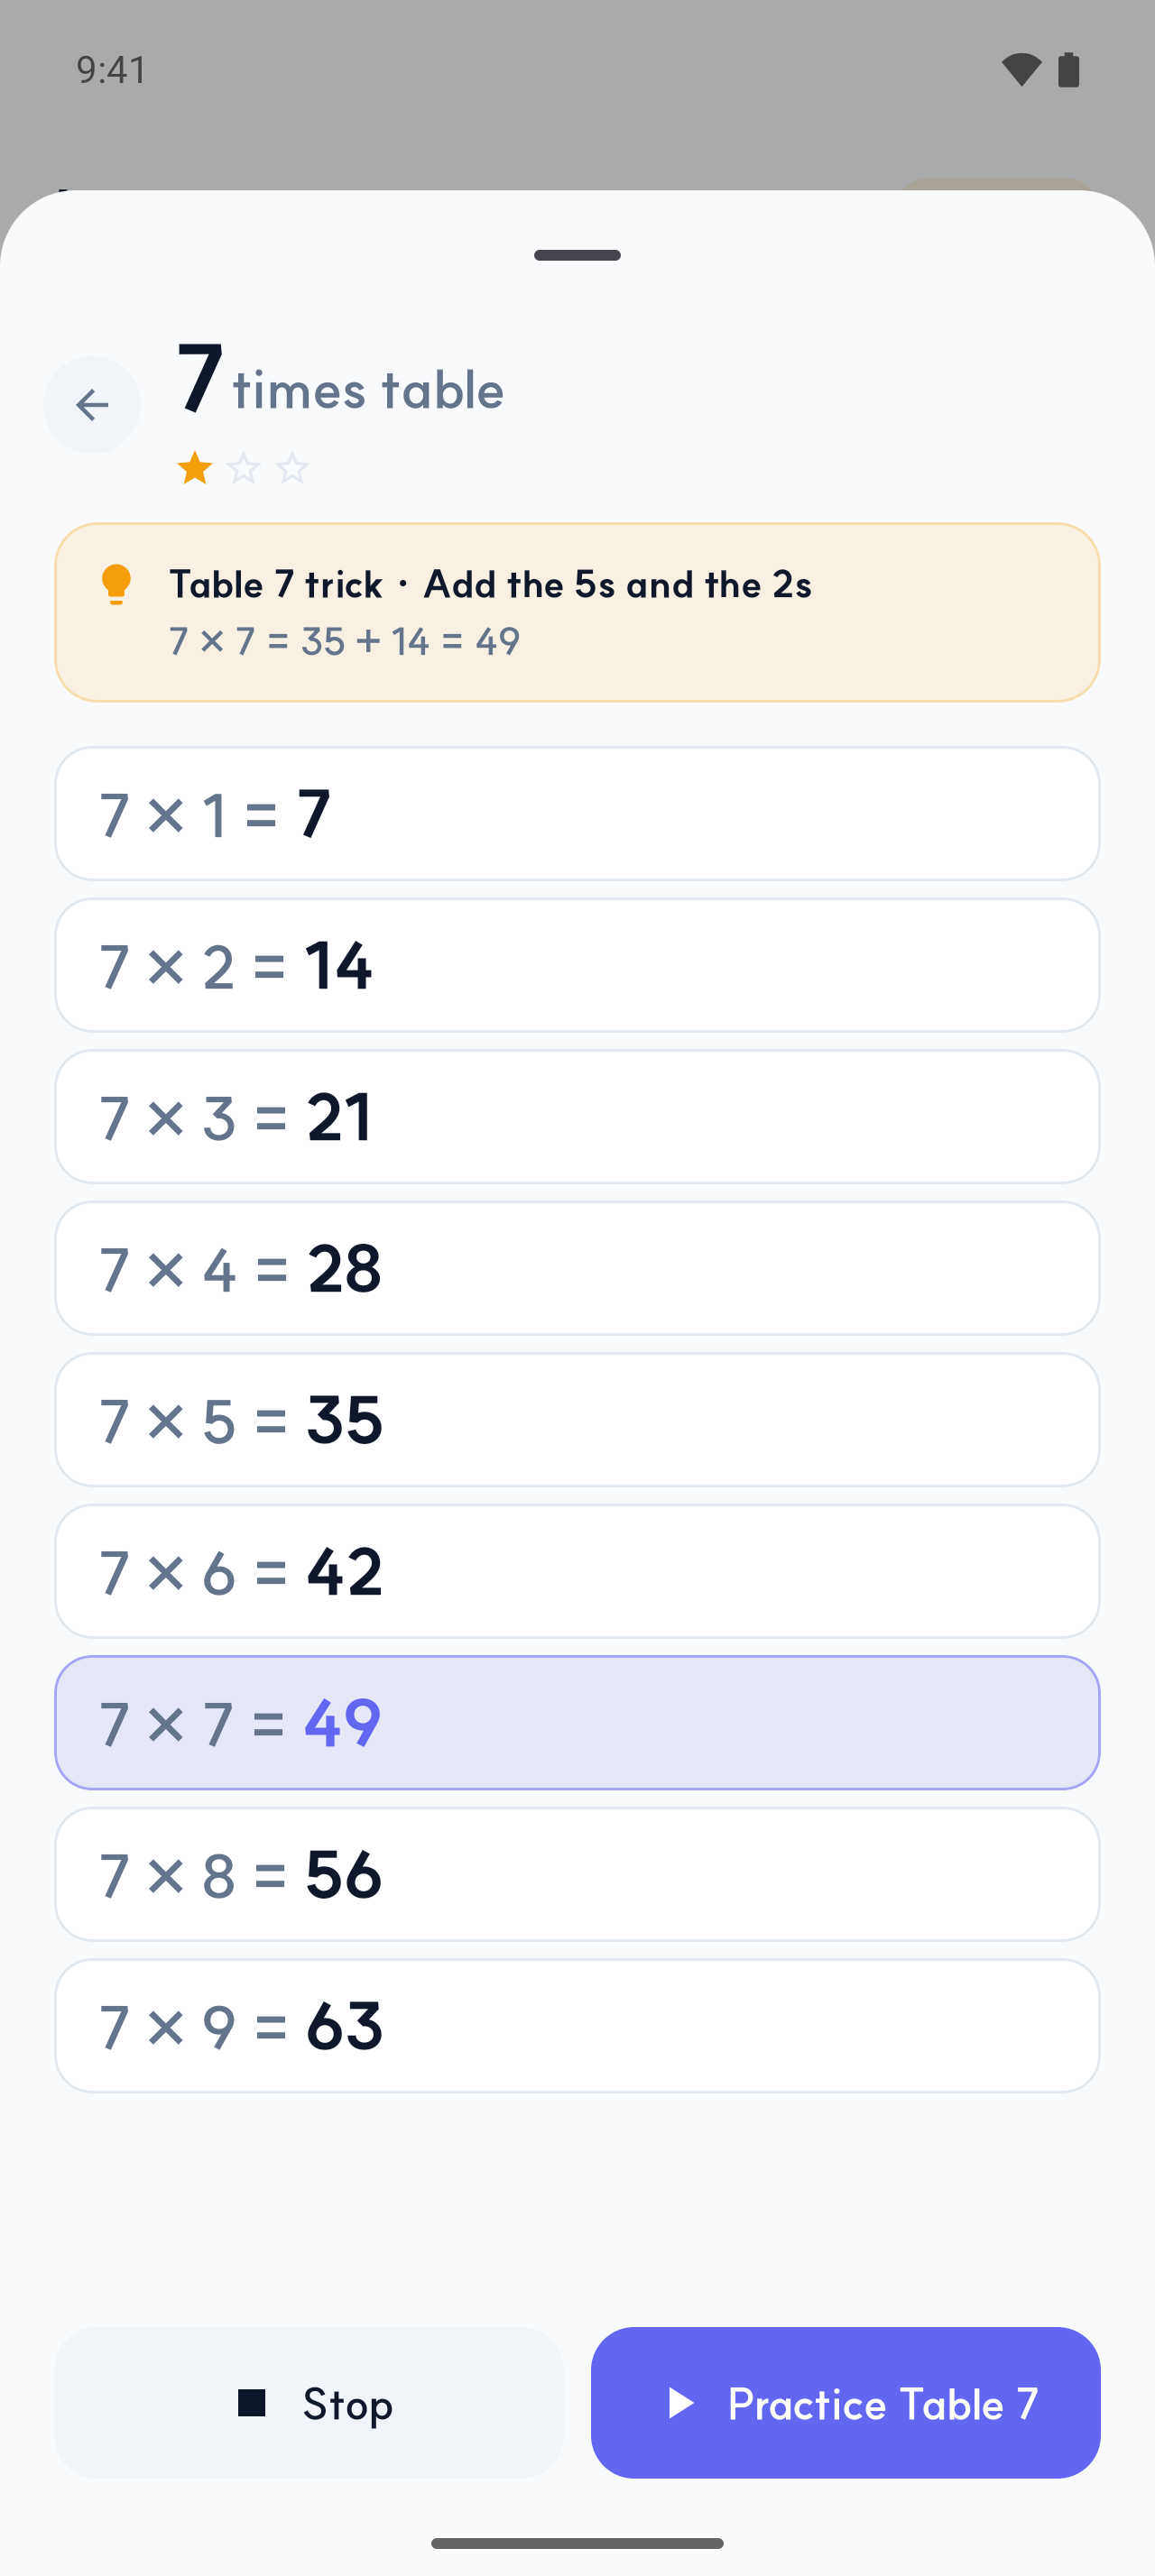 9:41
7 times table
Table 7 trick · Add the 5s and the 2s
7 × 7 = 35 + 14 = 49
7 × 1 = 7
7 × 2 = 14
7 × 3 = 21
7 × 4 = 28
7 × 5 = 35
7 × 6 = 42
7 × 7 = 49
7 × 8 = 56
7 × 9 = 63
Stop
Practice Table 7